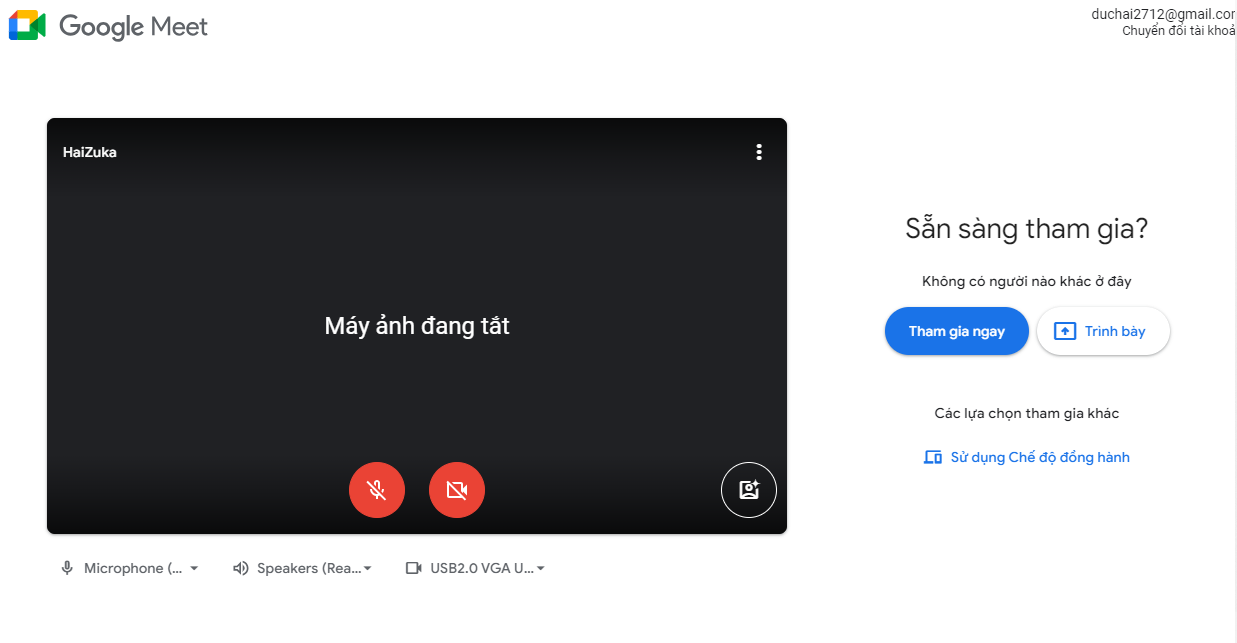 Google Meet
duchai2712@gmail.cor
Chuyển đổi tài khoả
HaiZuka
Máy ảnh đang tắt
Sẵn sàng tham gia?
Không có người nào khác ở đây
Tham gia ngay
Trình bày
Các lựa chọn tham gia khác
Sử dụng Chế độ đồng hành
Microphone (...
Speakers (Rea...
USB2.0 VGA U...